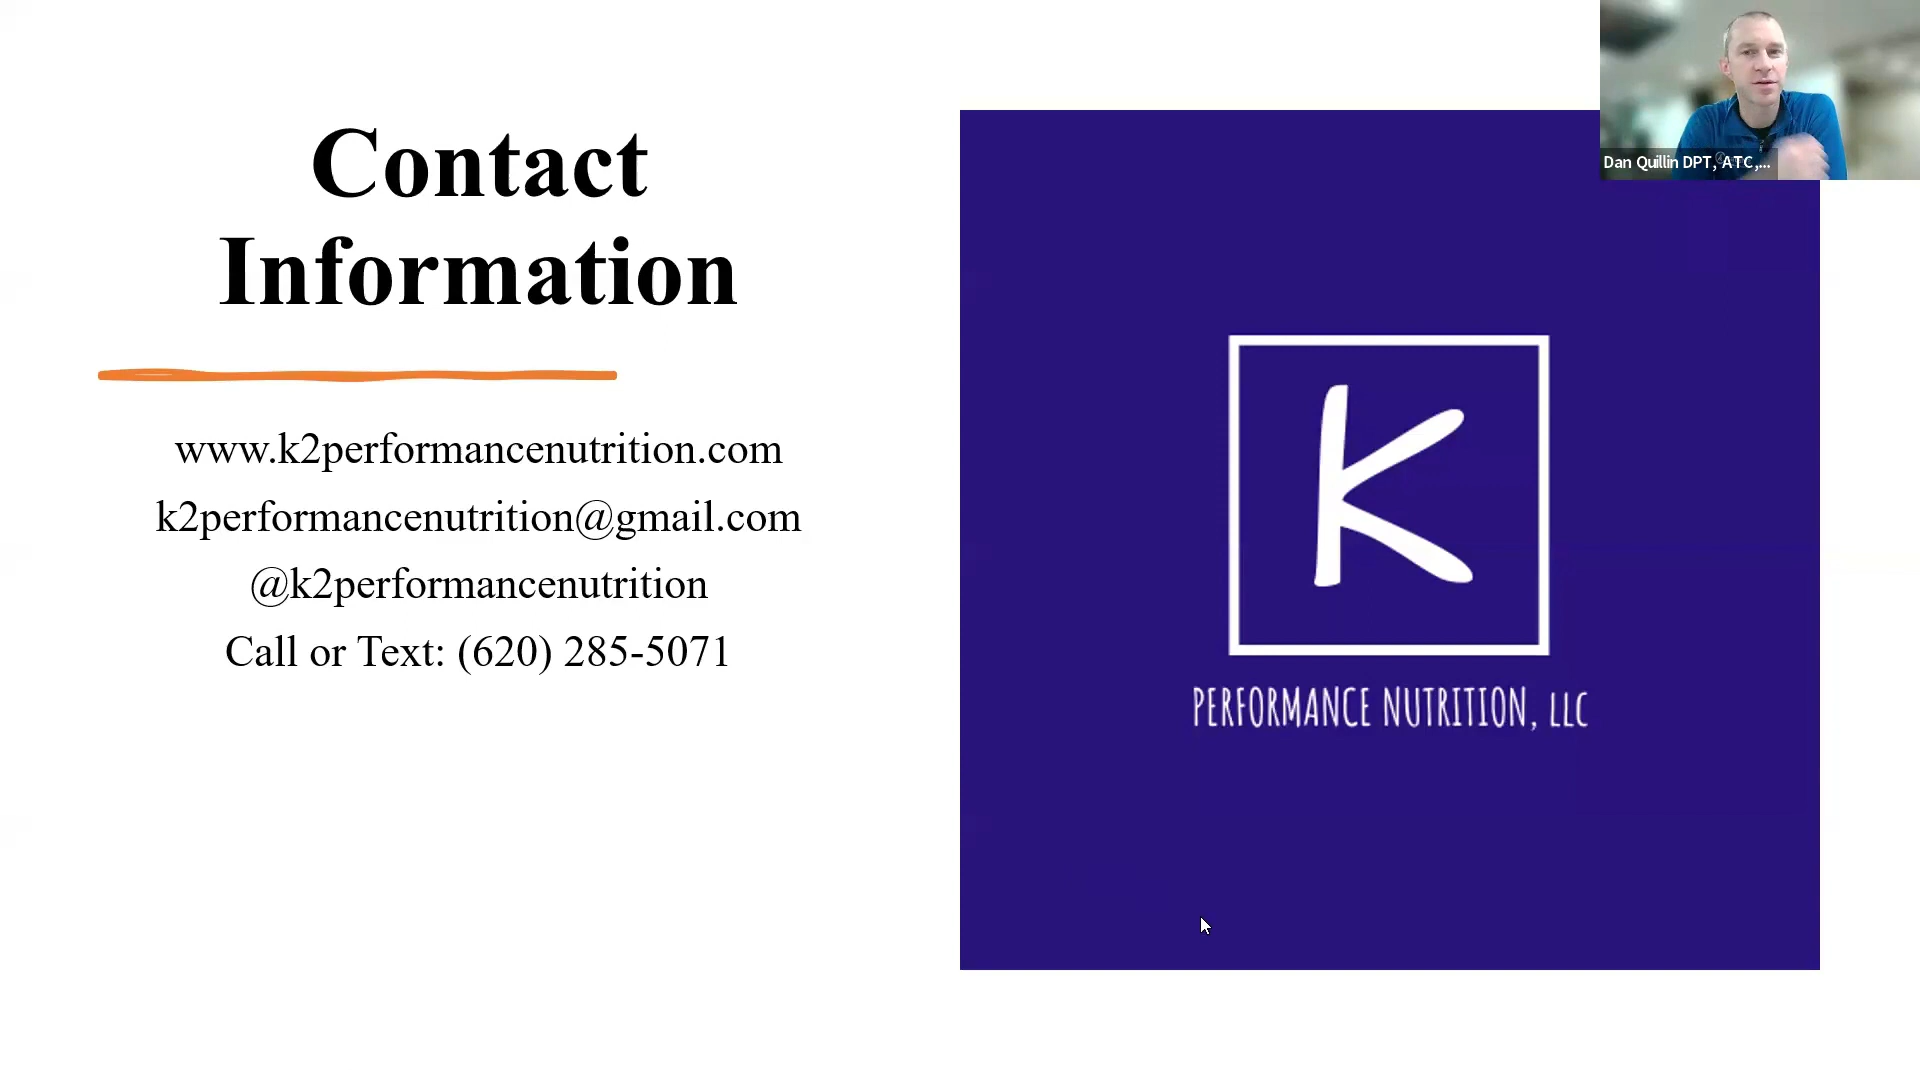 Contact
Information
www.k2performancenutrition.com
k2performancenutrition@gmail.com
@k2performancenutrition
Call or Text: (620) 285-5071
K
PERFORMANCE NUTRITION, LLC
Dan Quillin DPT, ATC,...